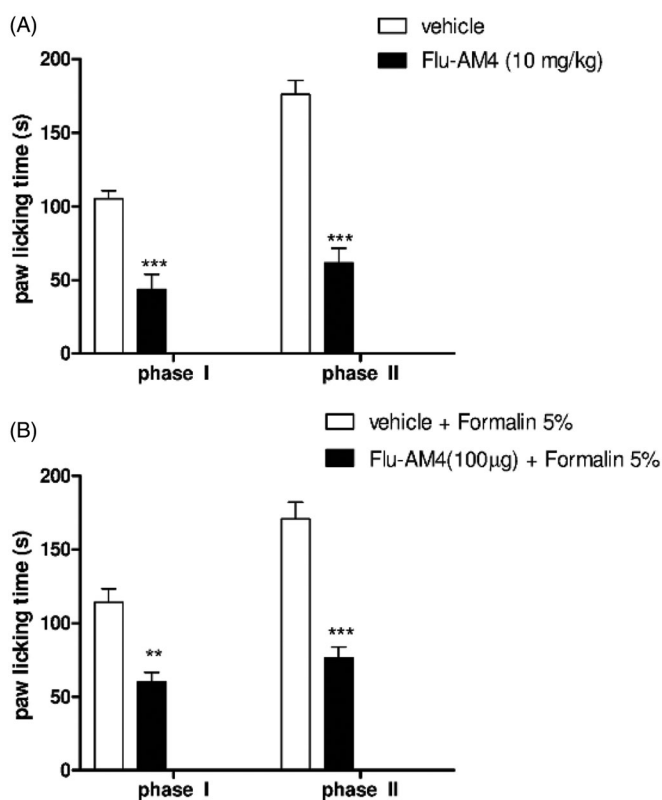 (A)
vehicle
Flu-AM4 (10 mg/kg)
200
150
100
50
0
paw licking time (s)
***
***
phase I
phase II
(B)
vehicle + Formalin 5%
Flu-AM4(100μg) + Formalin 5%
200
150
100
50
0
paw licking time (s)
**
***
phase I
phase II